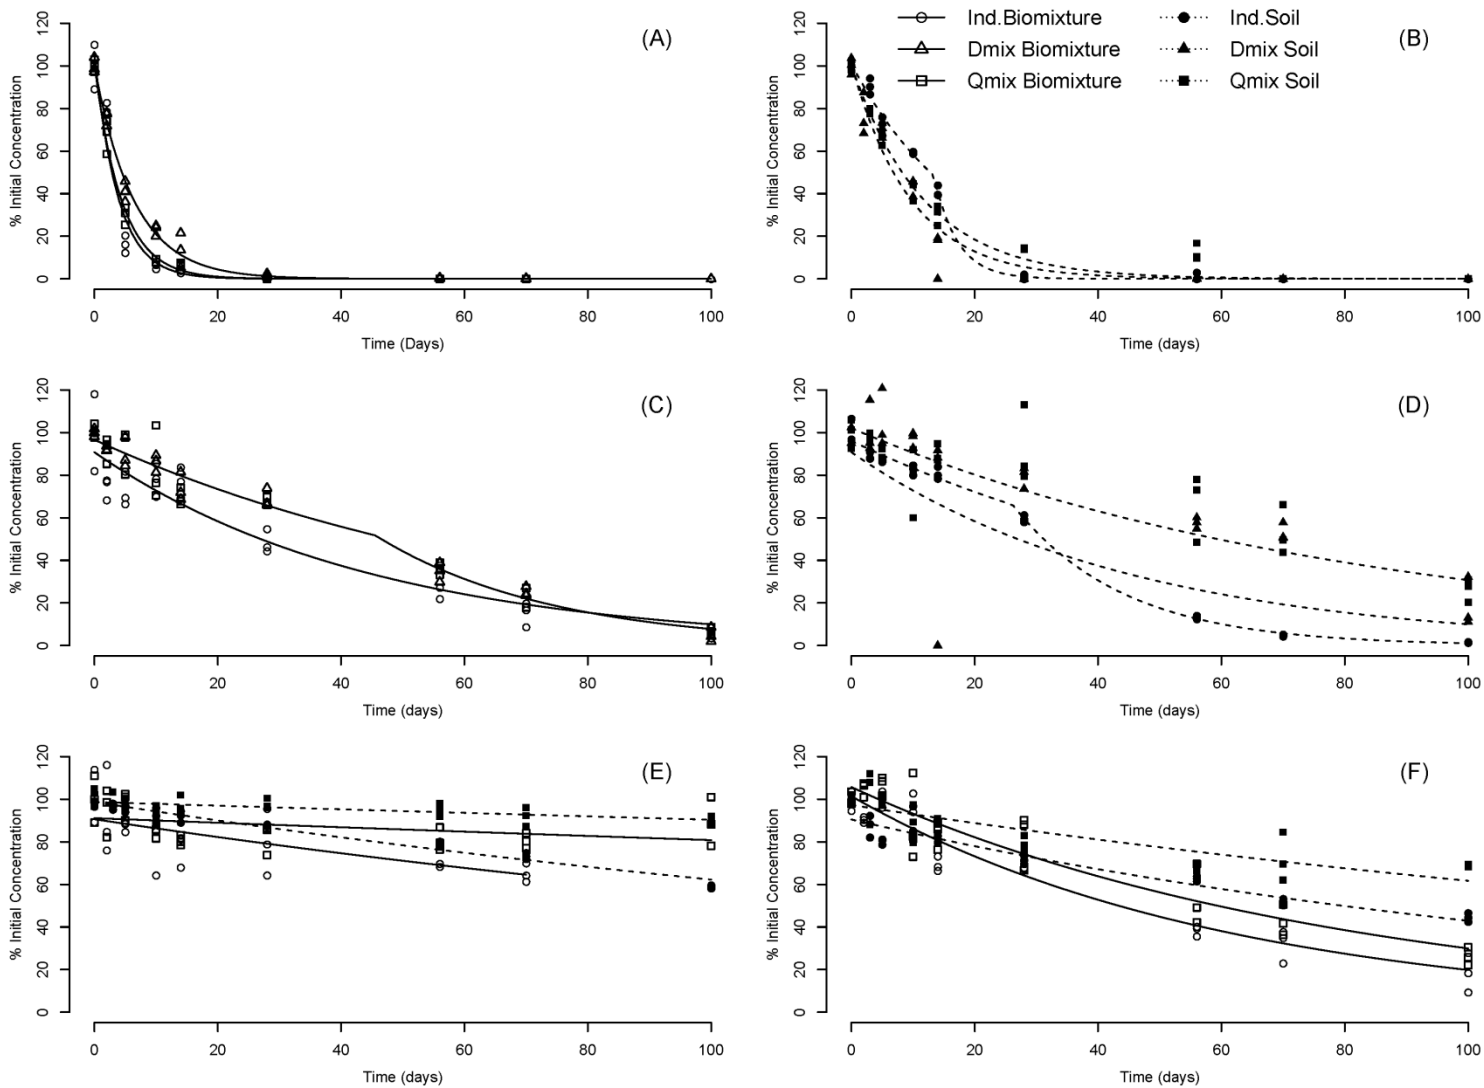 Ind.Biomixture Ind.Soil
Dmix Biomixture Dmix Soil
Qmix Biomixture Qmix Soil
(A)
% Initial Concentration
0 20 40 60 80 100 120
0 20 40 60 80 100
Time (Days)
(B)
% Initial Concentration
0 20 40 60 80 100 120
0 20 40 60 80 100
Time (days)
(C)
% Initial Concentration
0 20 40 60 80 100 120
0 20 40 60 80 100
Time (days)
(D)
% Initial Concentration
0 20 40 60 80 100 120
0 20 40 60 80 100
Time (days)
(E)
% Initial Concentration
0 20 40 60 80 100 120
0 20 40 60 80 100
Time (days)
(F)
% Initial Concentration
0 20 40 60 80 100 120
0 20 40 60 80 100
Time (days)